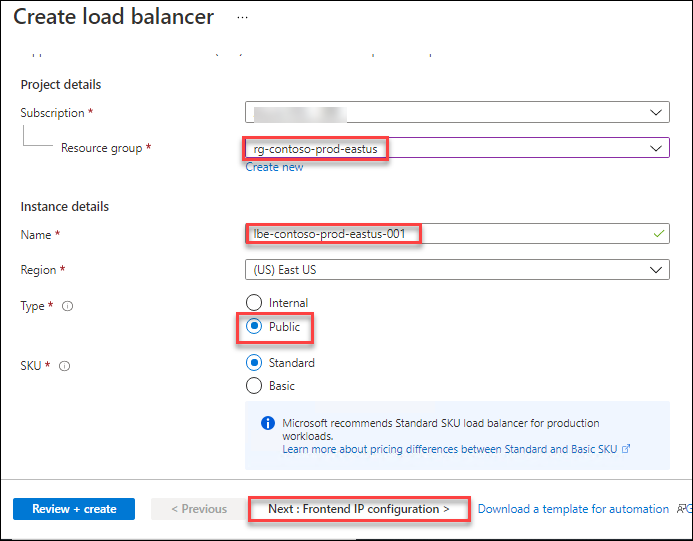 Create load balancer ...
Project details
Subscription *
Resource group *
rg-contoso-prod-eastus
Create new
Instance details
Name *
lbe-contoso-prod-eastus-001
Region *
(US) East US
Type *
Internal
Public
SKU *
Standard
Basic
Microsoft recommends Standard SKU load balancer for production
workloads.
Learn more about pricing differences between Standard and Basic SKU
Review + create
< Previous
Next : Frontend IP configuration >
Download a template for automation